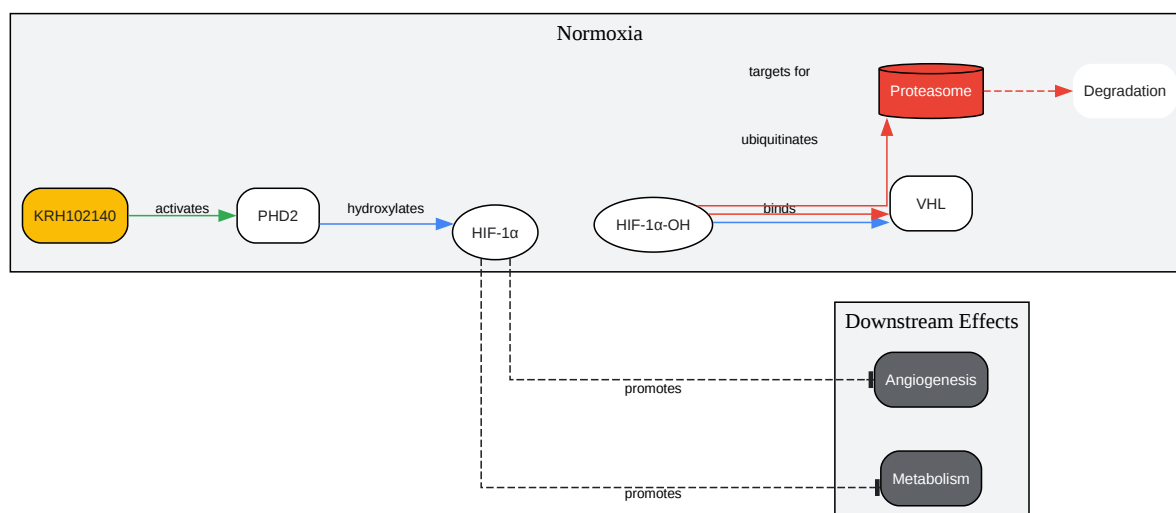 Normoxia
targets for
Proteasome
Degradation
ubiquitinates
KRH102140
activates
PHD2
hydroxylates
HIF-1α
HIF-1α-OH
binds
VHL
Downstream Effects
Angiogenesis
promotes
Metabolism
promotes